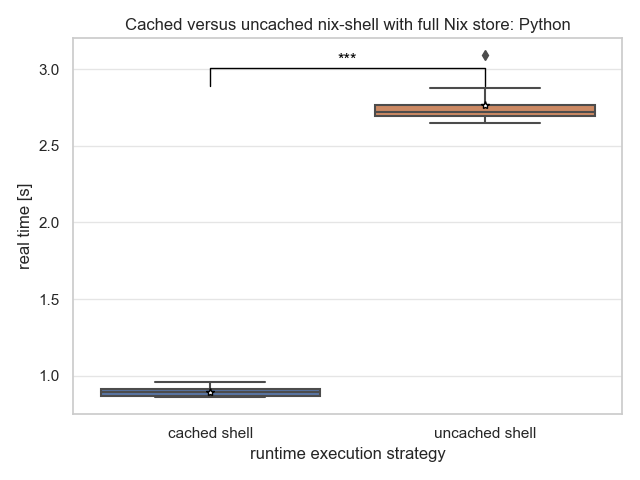 Cached versus uncached nix-shell with full Nix store: Python
***
3.0
2.5
2.0
1.5
1.0
real time [s]
cached shell uncached shell
runtime execution strategy